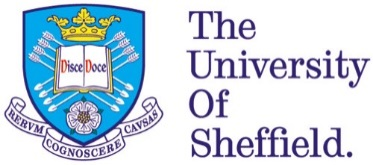 Disce Doce
RERVM
COGNOSCERE
CAVSAS
The
University
Of
Sheffield.